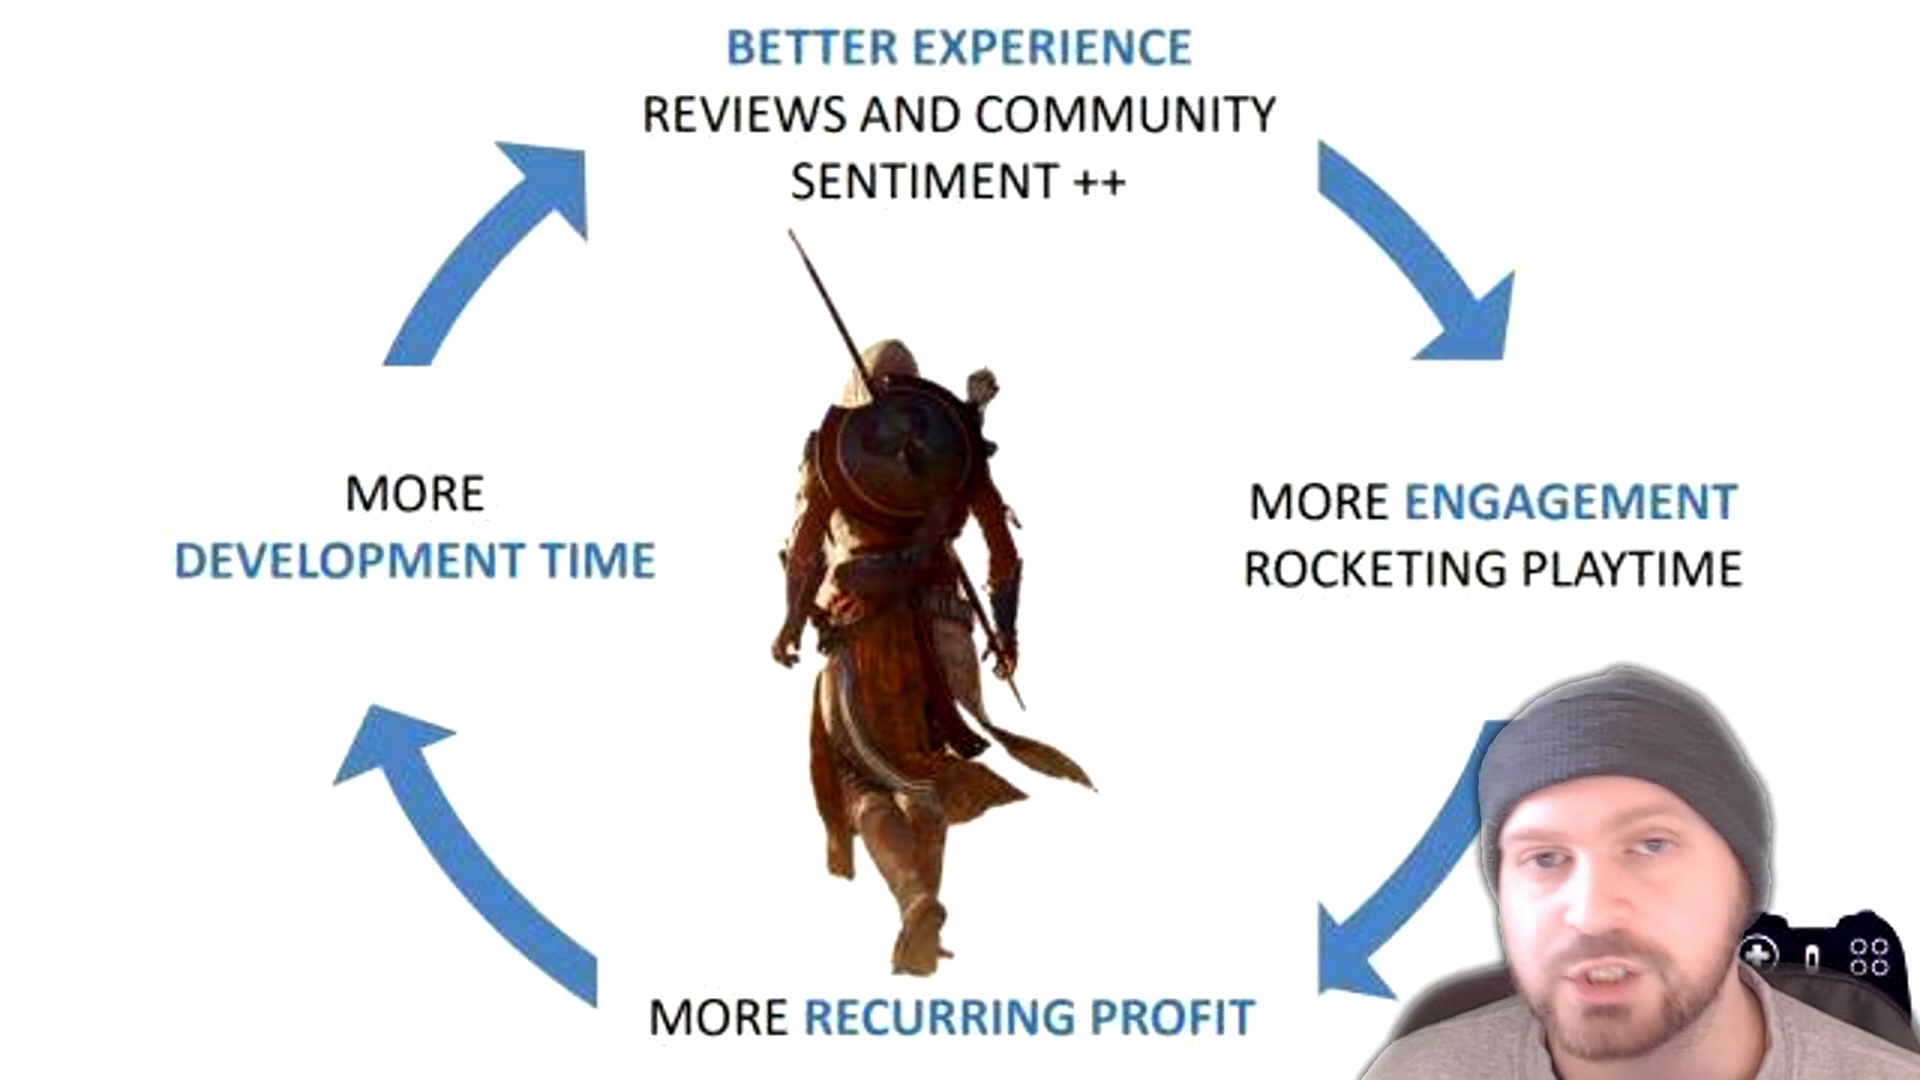 BETTER EXPERIENCE
REVIEWS AND COMMUNITY
SENTIMENT ++
MORE ENGAGEMENT
ROCKETING PLAYTIME
MORE RECURRING PROFIT
MORE
DEVELOPMENT TIME